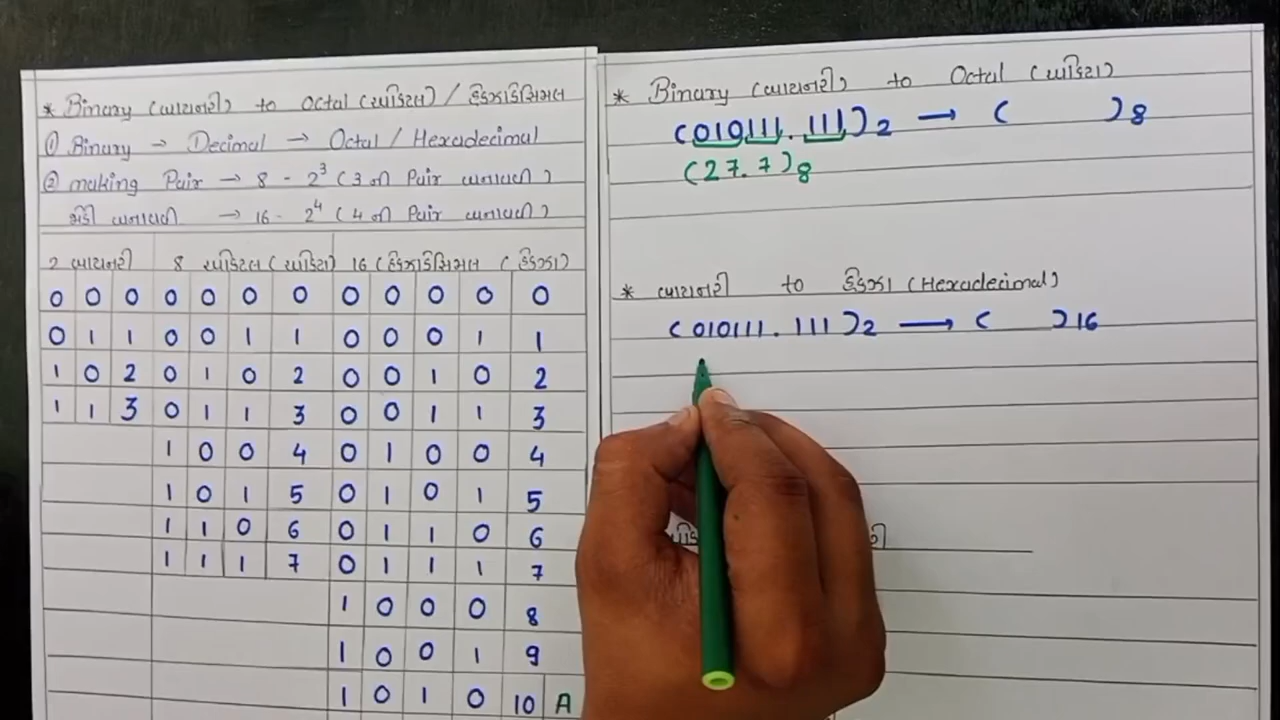 * Binary (બાયનરી) to Octal (ઓક્ટિલ) / હેક્ઝાડેસિમલ
① Binary → Decimal → Octal / Hexadecimal
② making Pair → 8 - 2³ (3 ની Pair બનાવવી)
બનાવવી → 16 - 2⁴ (4 ની Pair બનાવવી)
2 બાયનરી 8 16
0 0 0 0 0 0 0 0 0 0 0 0
0 1 1 0 0 1 1 0 0 0 1 1
1 0 2 0 1 0 2 0 0 1 0 2
1 1 3 0 1 1 3 0 0 1 1 3
1 0 0 4 0 1 0 0 4
1 0 1 5 0 1 0 1 5
1 1 0 6 0 1 1 0 6
1 1 1 7 0 1 1 1 7
1 0 0 0 8
1 0 0 1 9
1 0 1 0 10 A
* Binary (બાયનરી) to Octal
(010111.111)₂ → ( )₈
(27.7)₈
* બાયનરી to હેક્ઝા (Hexadecimal)
(010111.111)₂ → ( )16